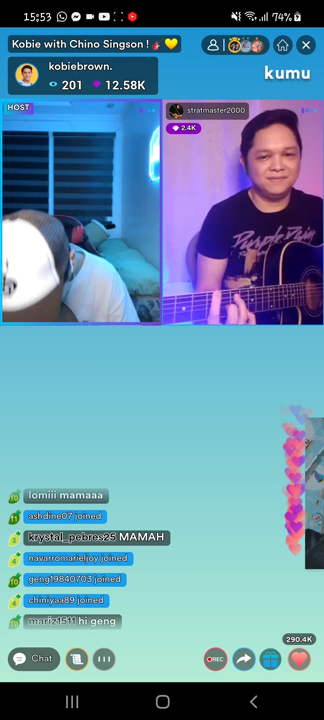 15:53
74%
Kobie with Chino Singson !
kobiebrown.
201 12.58K
kumu
HOST
stratmaster2000
2.4K
Purple Rain
lomiii mamaaa
ashdine07 joined
krystal_pebres25 MAMAH
navarromarieljoy joined
geng19840703 joined
chiniyaa89 joined
mariz1511 hi geng
290.4K
Chat
REC